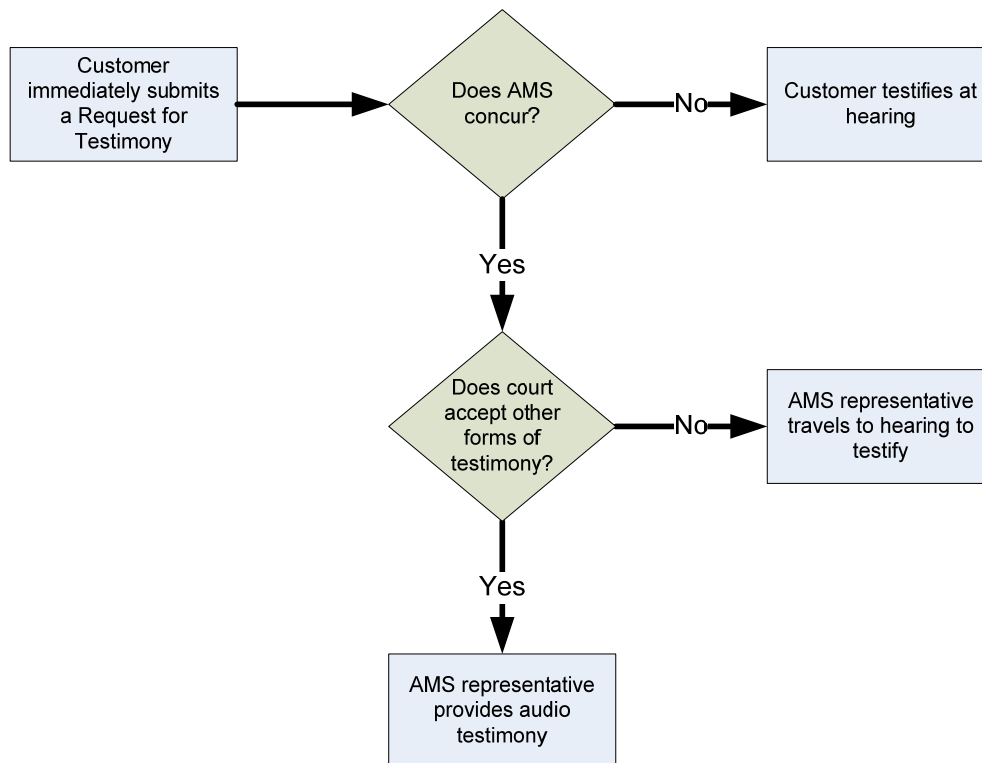 Customer
immediately submits
a Request for
Testimony
Does AMS
concur?
No
Customer testifies at
hearing
Yes
Does court
accept other
forms of
testimony?
No
AMS representative
travels to hearing to
testify
Yes
AMS representative
provides audio
testimony